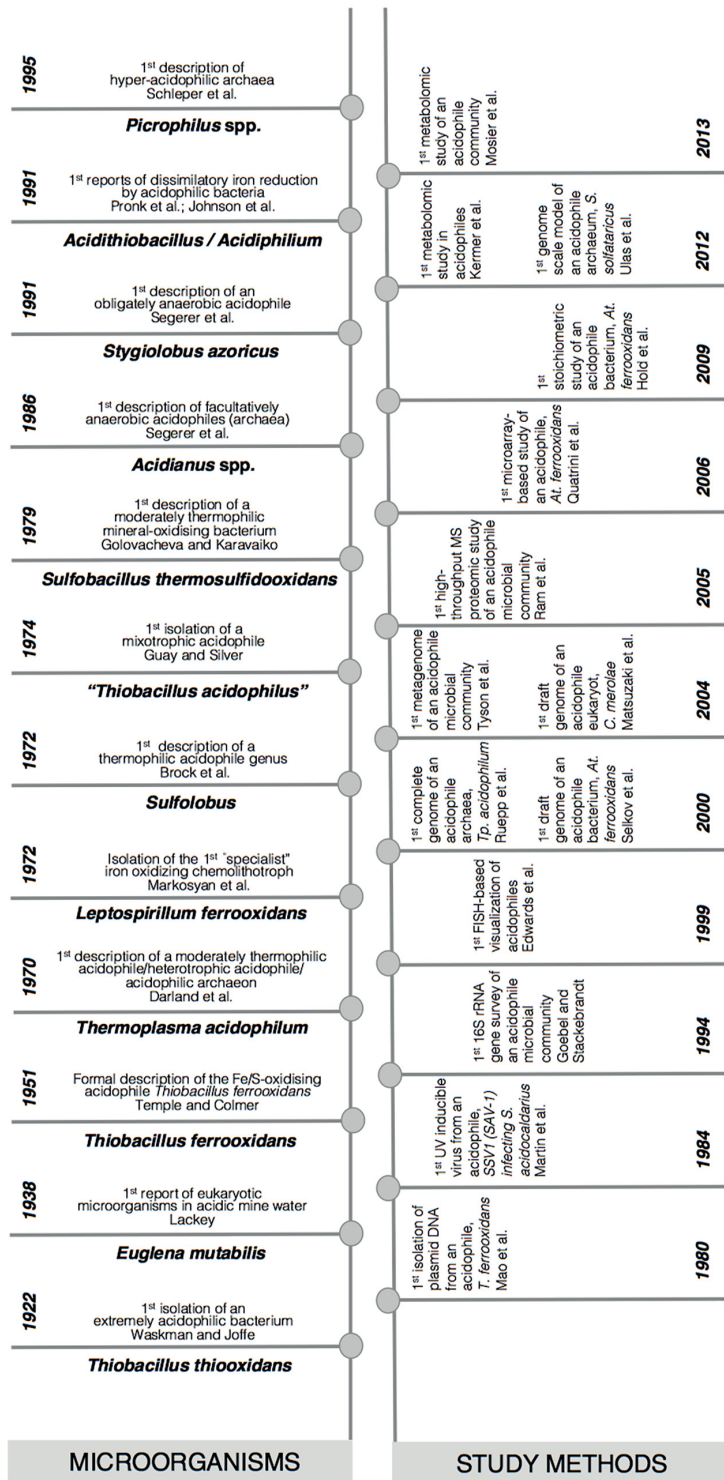 1995
1st description of
hyper-acidophilic archaea
Schleper et al.
Picrophilus spp.
1991
1st reports of dissimilatory iron reduction
by acidophilic bacteria
Pronk et al.; Johnson et al.
Acidithiobacillus / Acidiphilium
1991
1st description of an
obligately anaerobic acidophile
Segerer et al.
Stygiolobus azoricus
1986
1st description of facultatively
anaerobic acidophiles (archaea)
Segerer et al.
Acidianus spp.
1979
1st description of a
moderately thermophilic
mineral-oxidising bacterium
Golovacheva and Karavaiko
Sulfobacillus thermosulfidooxidans
1974
1st isolation of a
mixotrophic acidophile
Guay and Silver
“Thiobacillus acidophilus”
1972
1st description of a
thermophilic acidophile genus
Brock et al.
Sulfolobus
1972
Isolation of the 1st “specialist”
iron oxidizing chemolithotroph
Markosyan et al.
Leptospirillum ferrooxidans
1970
1st description of a moderately thermophilic
acidophile/heterotrophic acidophile/
acidophilic archaeon
Darland et al.
Thermoplasma acidophilum
1951
Formal description of the Fe/S-oxidising
acidophile Thiobacillus ferrooxidans
Temple and Colmer
Thiobacillus ferrooxidans
1938
1st report of eukaryotic
microorganisms in acidic mine water
Lackey
Euglena mutabilis
1922
1st isolation of an
extremely acidophilic bacterium
Waskman and Joffe
Thiobacillus thiooxidans
MICROORGANISMS
1st metabolomic
study of an
acidophile
community
Mosier et al.
2013
1st metabolomic
study in
acidophiles
Kermer et al.
1st genome
scale model of
an acidophile
archaeum, S.
solfataricus
Ulas et al.
2012
1st
stoichiometric
study of an
acidophile
bacterium, At.
ferrooxidans
Hold et al.
2009
1st microarray-
based study of
an acidophile,
At. ferrooxidans
Quatrini et al.
2006
1st high-
throughput MS
proteomic study
of an acidophile
microbial
community
Ram et al.
2005
1st metagenome
of an acidophile
microbial
community
Tyson et al.
1st draft
genome of an
acidophile
eukaryot,
C. merolae
Matsuzaki et al.
2004
1st complete
genome of an
acidophile
archaea,
Tp. acidophilum
Ruepp et al.
1st draft
genome of an
acidophile
bacterium, At.
ferrooxidans
Selkov et al.
2000
1st FISH-based
visualization of
acidophiles
Edwards et al.
1999
1st 16S rRNA
gene survey of
an acidophile
microbial
community
Goebel and
Stackebrandt
1994
1st UV inducible
virus from an
acidophile,
SSV1 (SAV-1)
infecting S.
acidocaldarius
Martin et al.
1984
1st isolation of
plasmid DNA
from an
acidophile,
T. ferrooxidans
Mao et al.
1980
STUDY METHODS